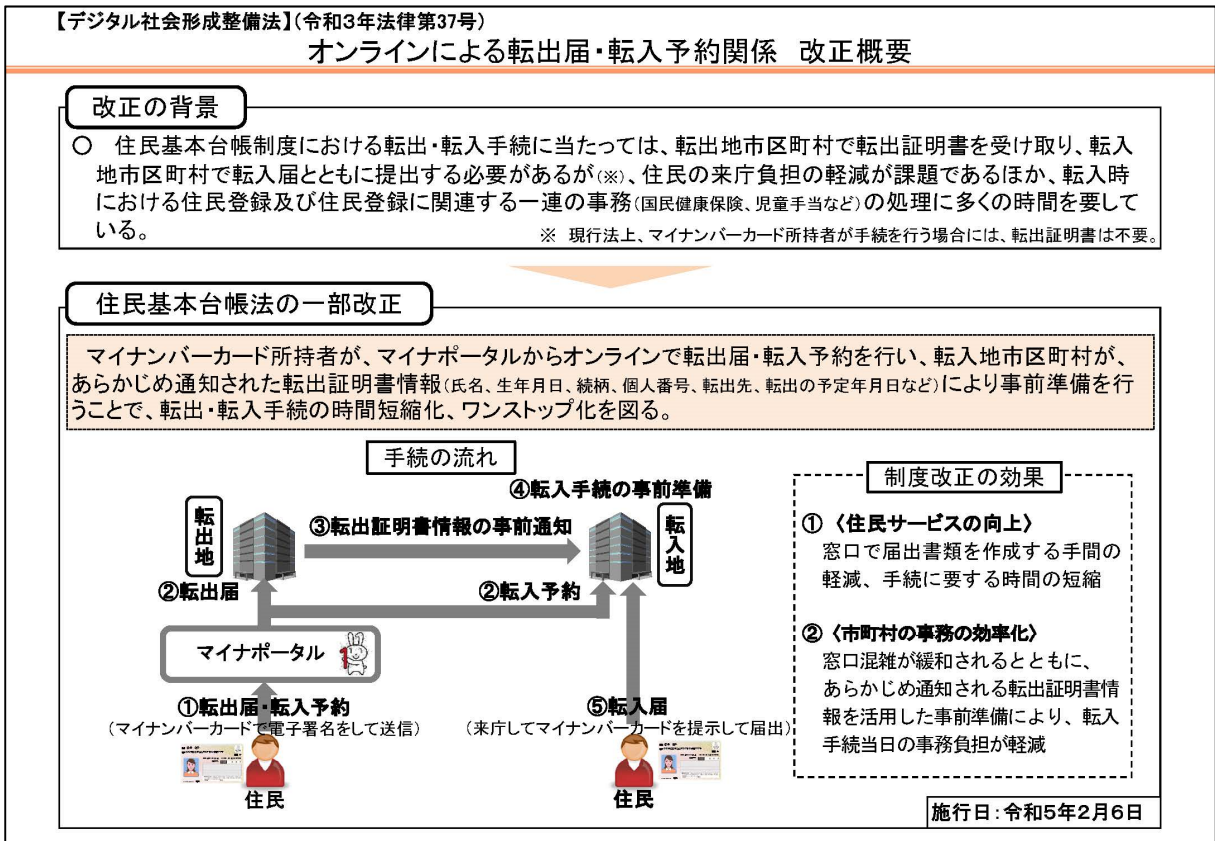 【デジタル社会形成整備法】(令和3年法律第37号)
オンラインによる転出届・転入予約関係 改正概要
改正の背景
○ 住民基本台帳制度における転出・転入手続に当たっては、転出地市区町村で転出証明書を受け取り、転入
地市区町村で転入届とともに提出する必要があるが(※)、住民の来庁負担の軽減が課題であるほか、転入時
における住民登録及び住民登録に関連する一連の事務(国民健康保険、児童手当など)の処理に多くの時間を要して
いる。
※ 現行法上、マイナンバーカード所持者が手続を行う場合には、転出証明書は不要。
住民基本台帳法の一部改正
マイナンバーカード所持者が、マイナポータルからオンラインで転出届・転入予約を行い、転入地市区町村が、
あらかじめ通知された転出証明書情報(氏名、生年月日、続柄、個人番号、転出先、転出の予定年月日など)により事前準備を行
うことで、転出・転入手続の時間短縮化、ワンストップ化を図る。
手続の流れ
④転入手続の事前準備
転出地
③転出証明書情報の事前通知
転入地
②転出届
②転入予約
マイナポータル
①転出届・転入予約
(マイナンバーカードで電子署名をして送信)
住民
⑤転入届
(来庁してマイナンバーカードを提示して届出)
住民
制度改正の効果
① 〈住民サービスの向上〉
窓口で届出書類を作成する手間の
軽減、手続に要する時間の短縮
② 〈市町村の事務の効率化〉
窓口混雑が緩和されるとともに、
あらかじめ通知される転出証明書情
報を活用した事前準備により、転入
手続当日の事務負担が軽減
施行日:令和5年2月6日